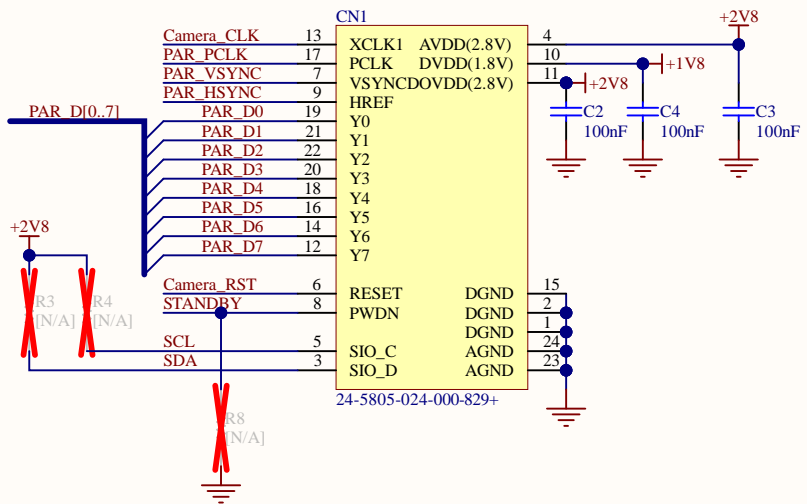 CN1
+2V8
Camera_CLK 13 XCLK1 AVDD(2.8V) 4
PAR_PCLK 17 PCLK DVDD(1.8V) 10 +1V8
PAR_VSYNC 7 VSYNC DOVDD(2.8V) 11 +2V8
PAR_HSYNC 9 HREF
PAR_D[0..7] PAR_D0 19 Y0 C2 C4 C3
PAR_D1 21 Y1 100nF 100nF 100nF
PAR_D2 22 Y2
PAR_D3 20 Y3
PAR_D4 18 Y4
PAR_D5 16 Y5
PAR_D6 14 Y6
+2V8
PAR_D7 12 Y7
Camera_RST 6 RESET DGND 15
R3 R4 STANDBY 8 PWDN DGND 2
[N/A] [N/A] DGND 1
SCL 5 SIO_C AGND 24
SDA 3 SIO_D AGND 23
24-5805-024-000-829+
R8
[N/A]